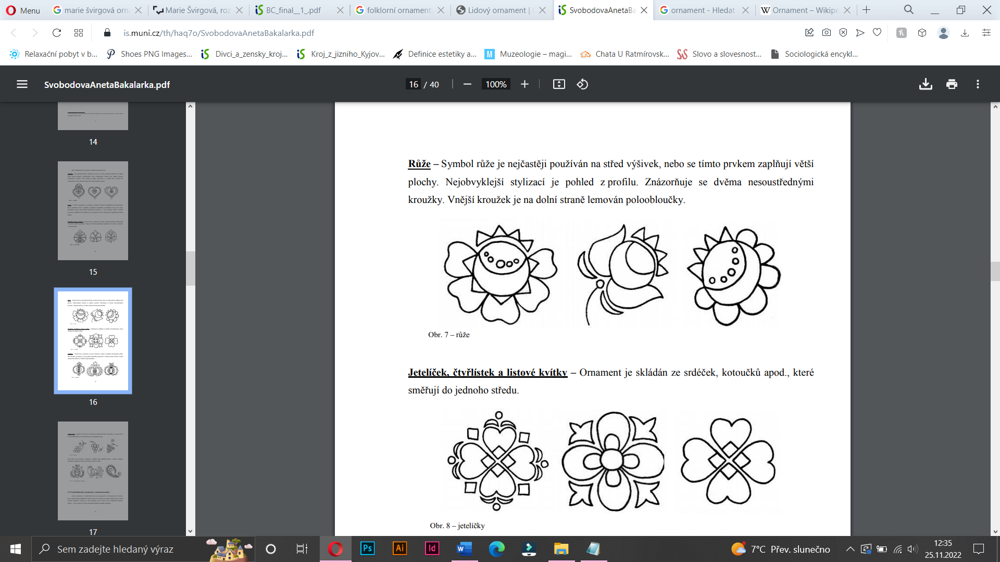 Menu
marie švirgová orn
Marie Švirgová, roz
BC_final__1_.pdf
folklorní ornament
Lidový ornament |
SvobodovaAnetaBa
ornament - Hledat
Ornament – Wikipe
is.muni.cz/th/haq7o/SvobodovaAnetaBakalarka.pdf
Relaxační pobyt v b...
Shoes PNG Images...
Divci_a_zensky_kroj...
Kroj_z_jizniho_Kyjov...
Definice estetiky a...
Muzeologie – magi...
Chata U Ratmírovsk...
Slovo a slovesnost...
Sociologická encykl...
SvobodovaAnetaBakalarka.pdf
16 / 40
100%
14
15
16
17
Růže – Symbol růže je nejčastěji používán na střed výšivek, nebo se tímto prvkem zaplňují větší
plochy. Nejobvyklejší stylizací je pohled z profilu. Znázorňuje se dvěma nesoustřednými
kroužky. Vnější kroužek je na dolní straně lemován poloobloučky.
Obr. 7 – růže
Jetelíček, čtyřlístek a listové kvítky – Ornament je skládán ze srdéček, kotoučků apod., které
směřují do jednoho středu.
Obr. 8 – jetelíčky
Sem zadejte hledaný výraz
Ps
Ai
Id
7°C Přev. slunečno
12:35
25.11.2022